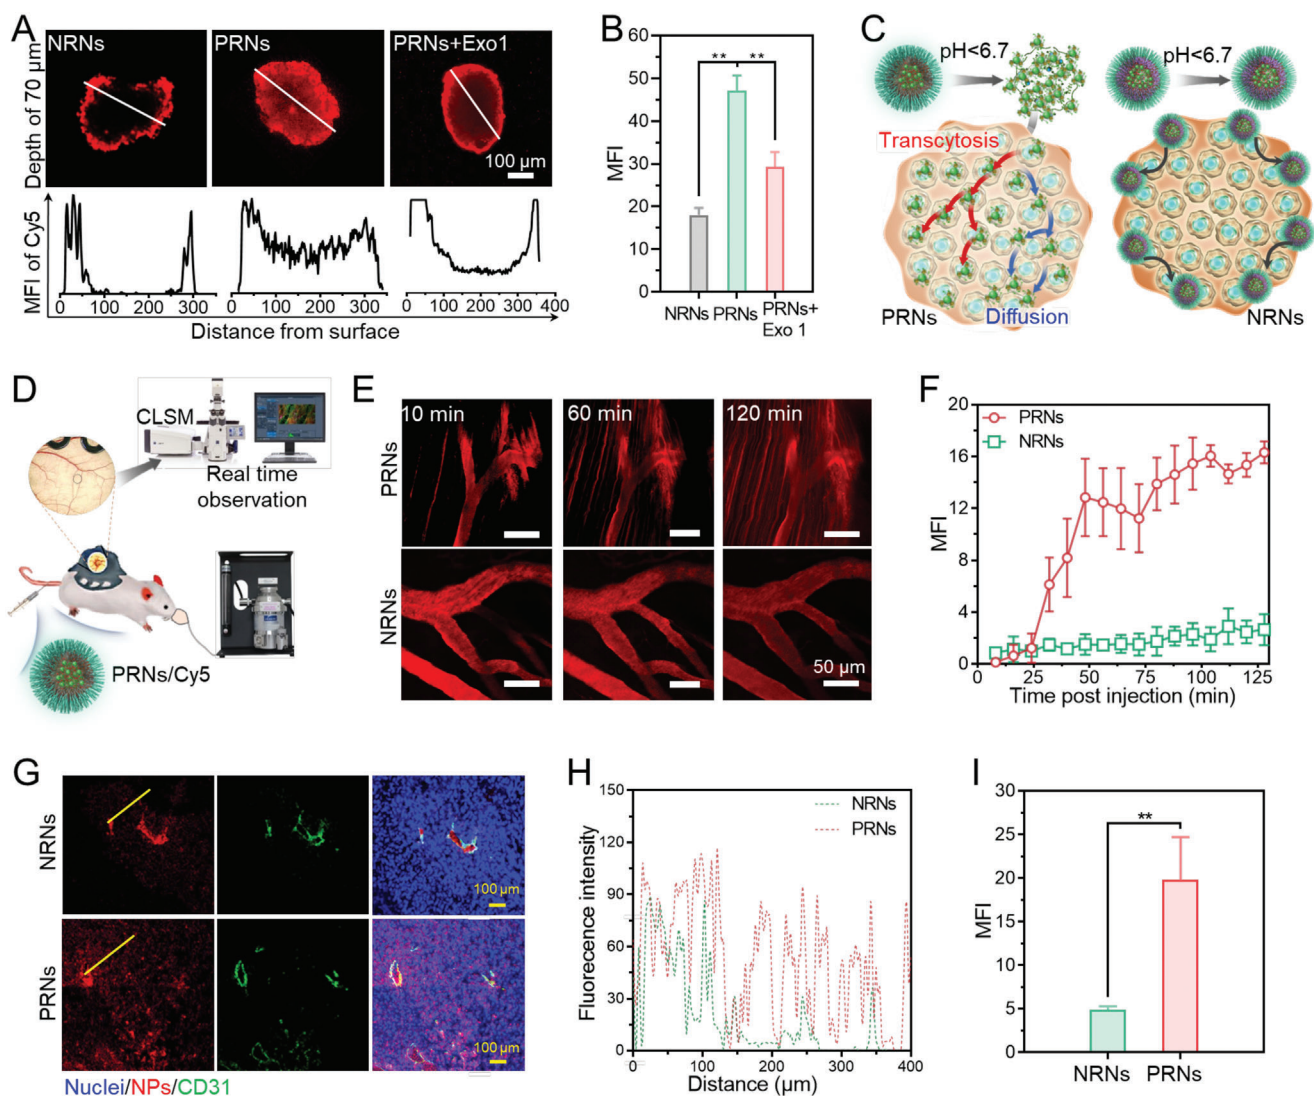 A
NRNs
PRNs
PRNs+Exo1
Depth of 70 μm
100 μm
MFI of Cy5
0 100 200 300
0 100 200 300
0 100 200 300 400
Distance from surface
B
MFI
60
50
40
30
20
10
0
** **
NRNs PRNs PRNs+
Exo 1
C
pH<6.7
pH<6.7
Transcytosis
Diffusion
PRNs
NRNs
D
CLSM
Real time
observation
PRNs/Cy5
E
10 min
60 min
120 min
PRNs
NRNs
50 μm
F
MFI
20
16
12
8
4
0
PRNs
NRNs
0 25 50 75 100 125
Time post injection (min)
G
NRNs
100 μm
PRNs
100 μm
Nuclei/NPs/CD31
H
Fluorecence intensity
150
120
90
60
30
0
NRNs
PRNs
0 100 200 300 400
Distance (μm)
I
MFI
30
25
20
15
10
5
0
**
NRNs PRNs